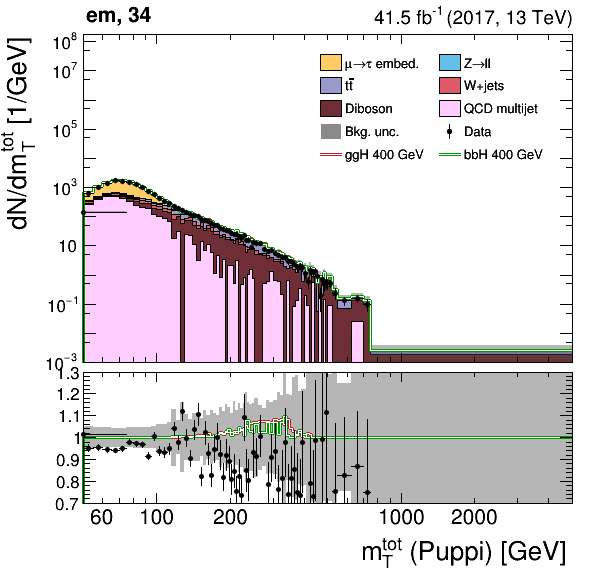 em, 34
41.5 fb⁻¹ (2017, 13 TeV)
dN/dm_T^tot [1/GeV]
10⁷
10⁵
10³
10
10⁻¹
10⁻³
μ→τ embed.
Z→ll
tt̅
W+jets
Diboson
QCD multijet
Bkg. unc.
Data
ggH 400 GeV
bbH 400 GeV
1.3
1.2
1.1
1
0.9
0.8
0.7
60 100 200 1000 2000
m_T^tot (Puppi) [GeV]